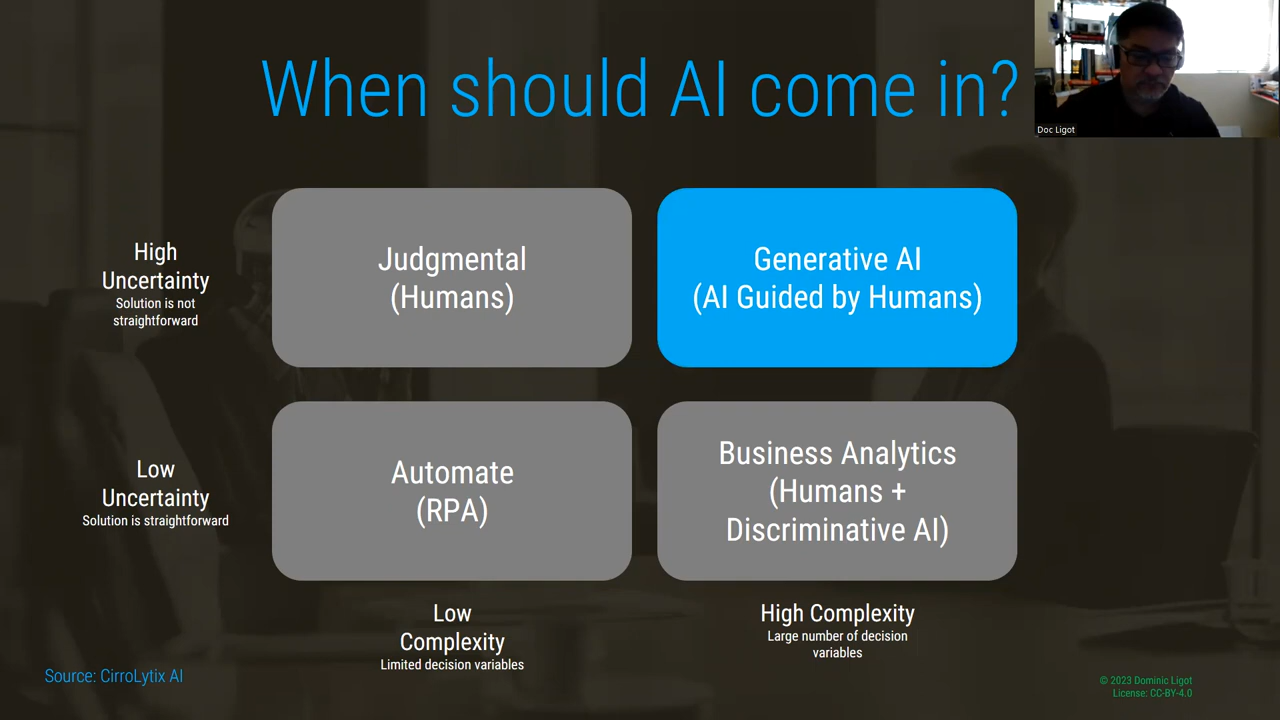 When should AI come in?
Doc Ligot
High
Uncertainty
Solution is not
straightforward
Judgmental
(Humans)
Generative AI
(AI Guided by Humans)
Low
Uncertainty
Solution is straightforward
Automate
(RPA)
Business Analytics
(Humans +
Discriminative AI)
Low
Complexity
Limited decision variables
High Complexity
Large number of decision
variables
Source: CirroLytix AI
© 2023 Dominic Ligot
License: CC-BY-4.0